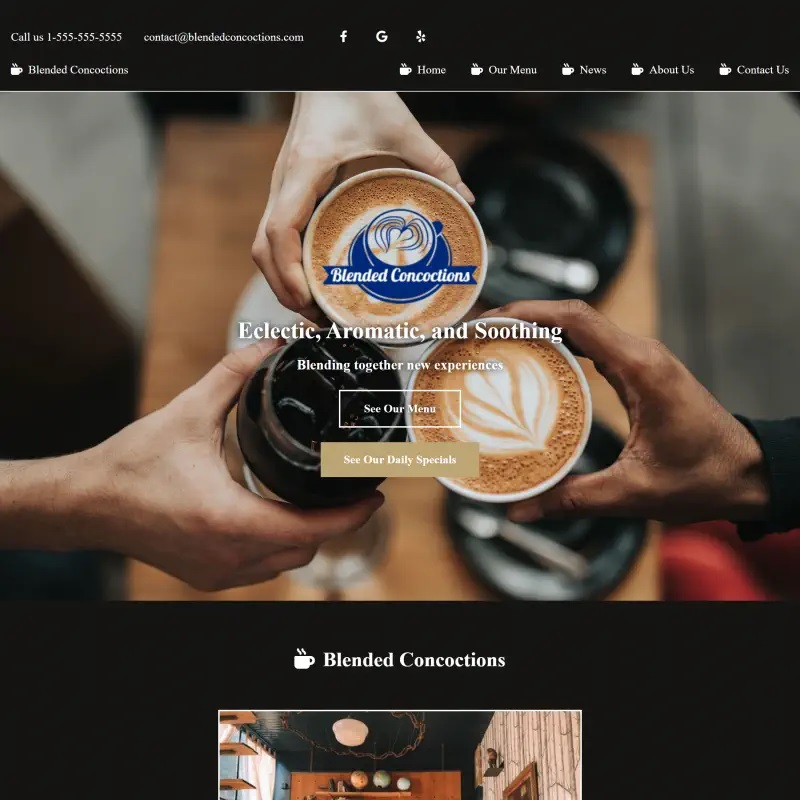 Call us 1-555-555-5555 contact@blendedconcoctions.com
Blended Concoctions Home Our Menu News About Us Contact Us
Blended Concoctions
Eclectic, Aromatic, and Soothing
Blending together new experiences
See Our Menu
See Our Daily Specials
Blended Concoctions